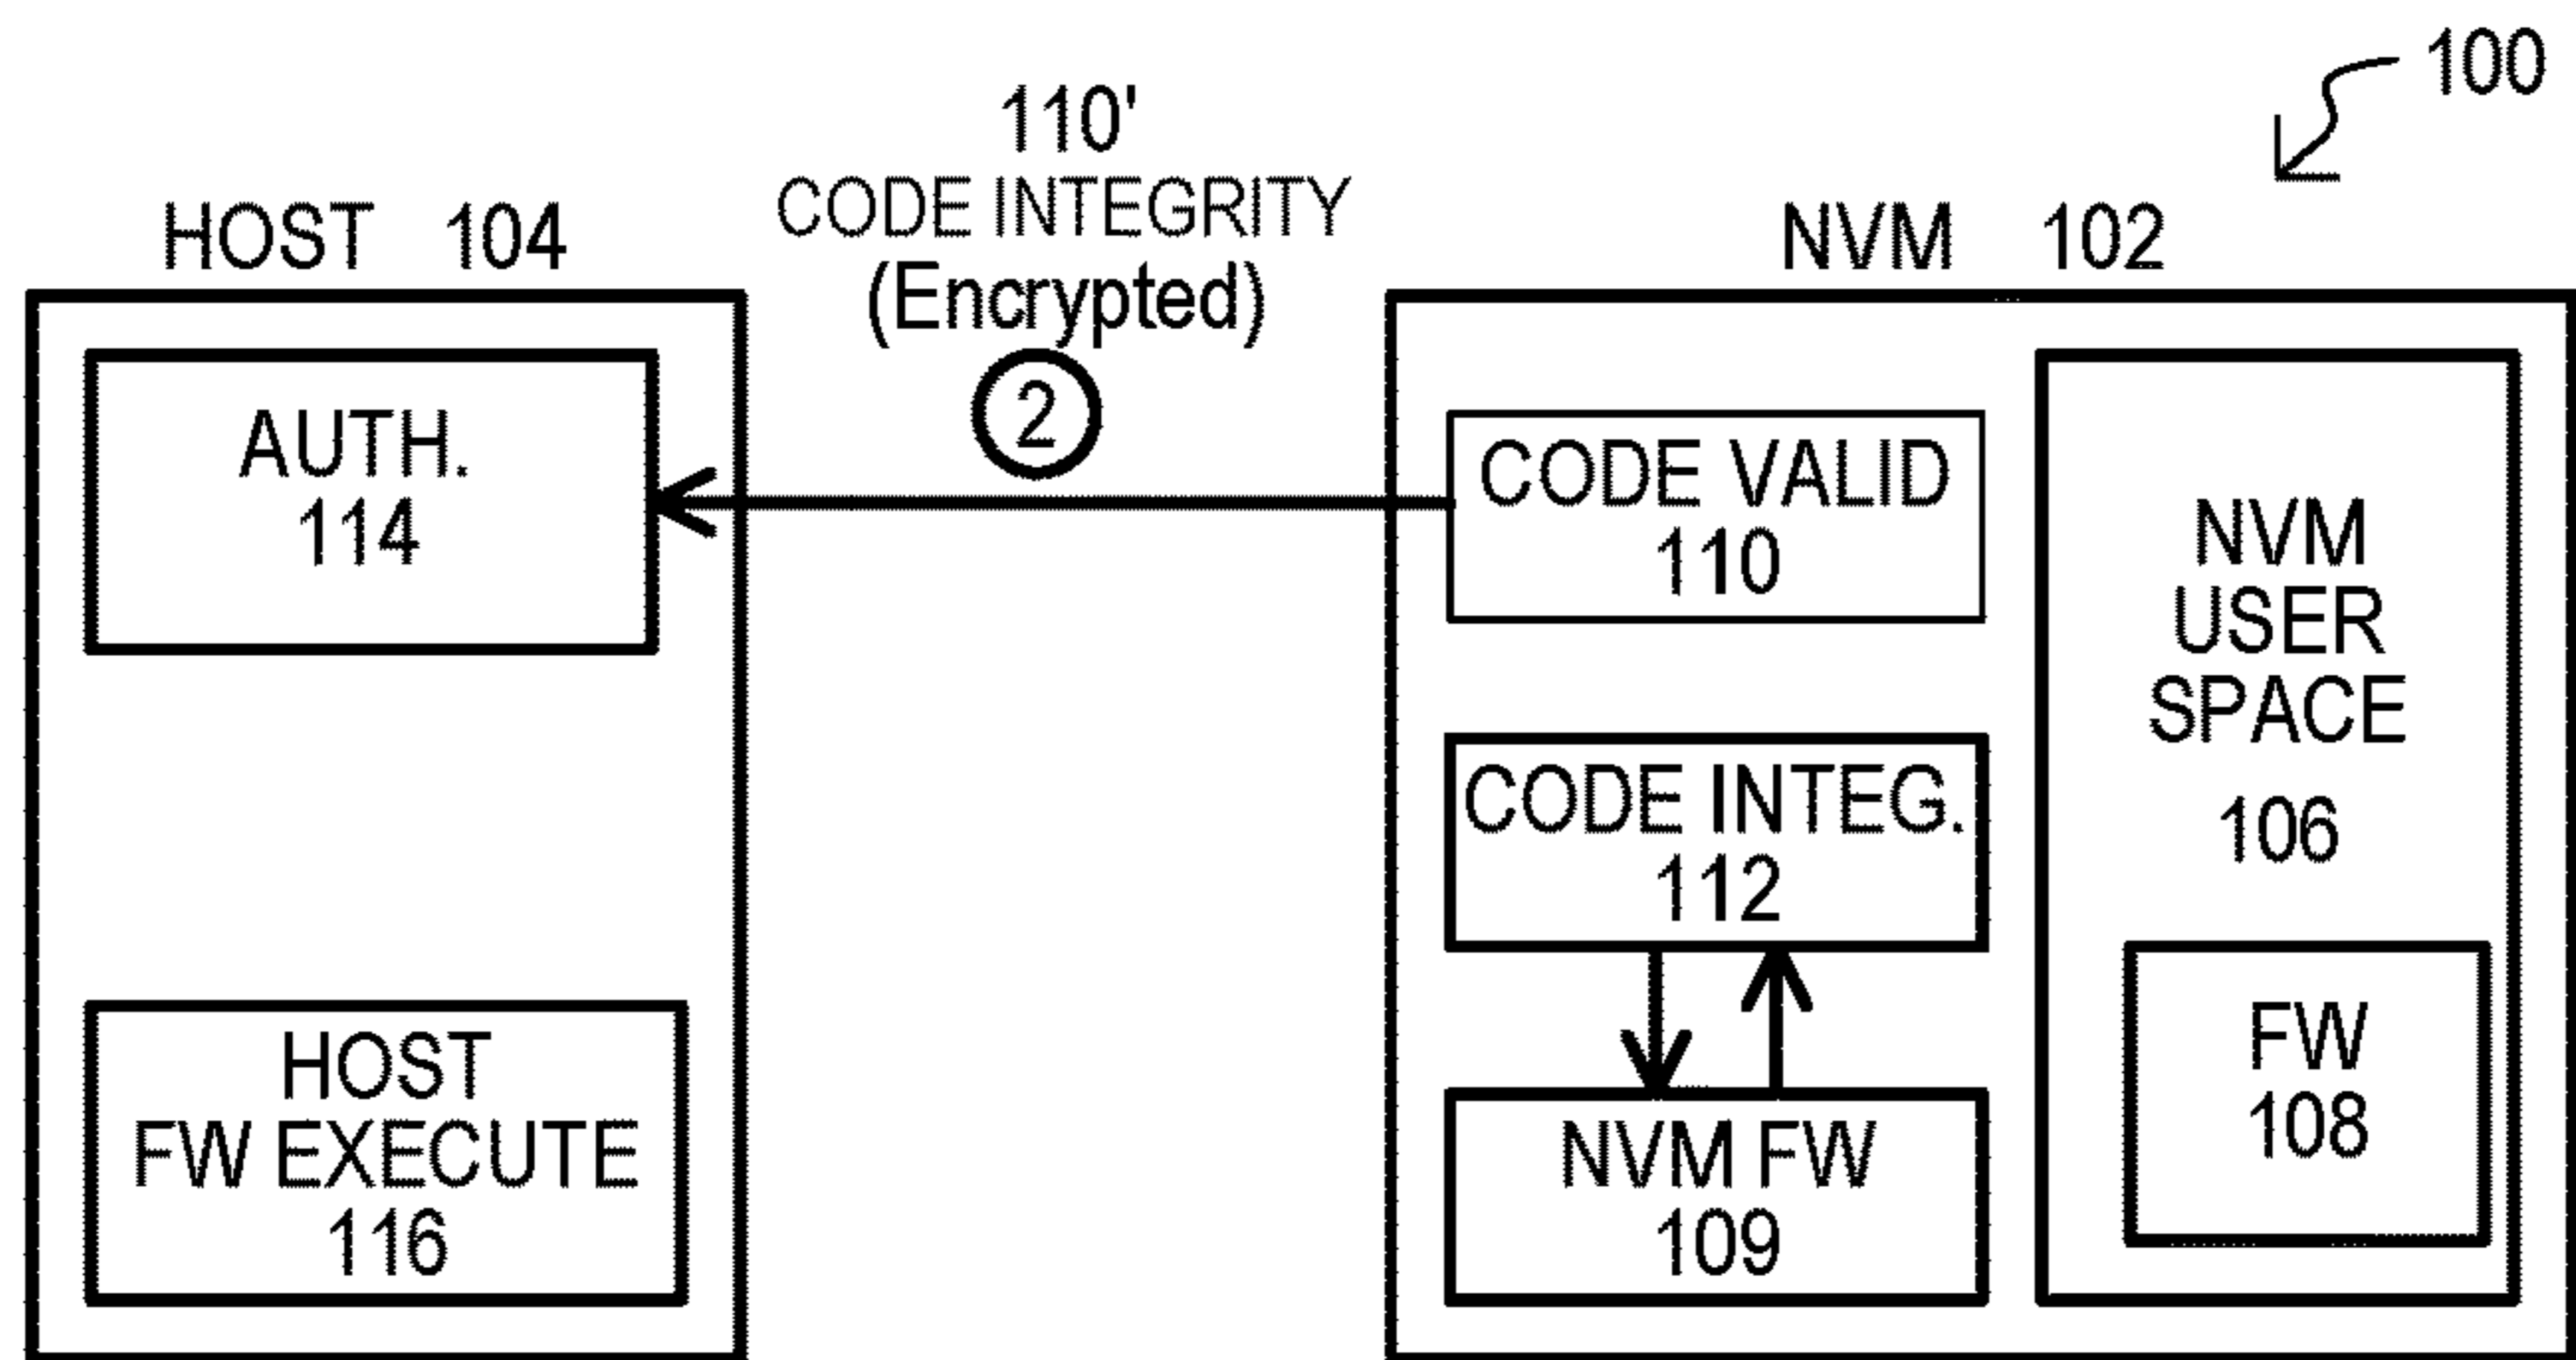 100
110'
CODE INTEGRITY
(Encrypted)
2
HOST 104
AUTH.
114
HOST
FW EXECUTE
116
NVM 102
CODE VALID
110
CODE INTEG.
112
NVM FW
109
NVM
USER
SPACE
106
FW
108